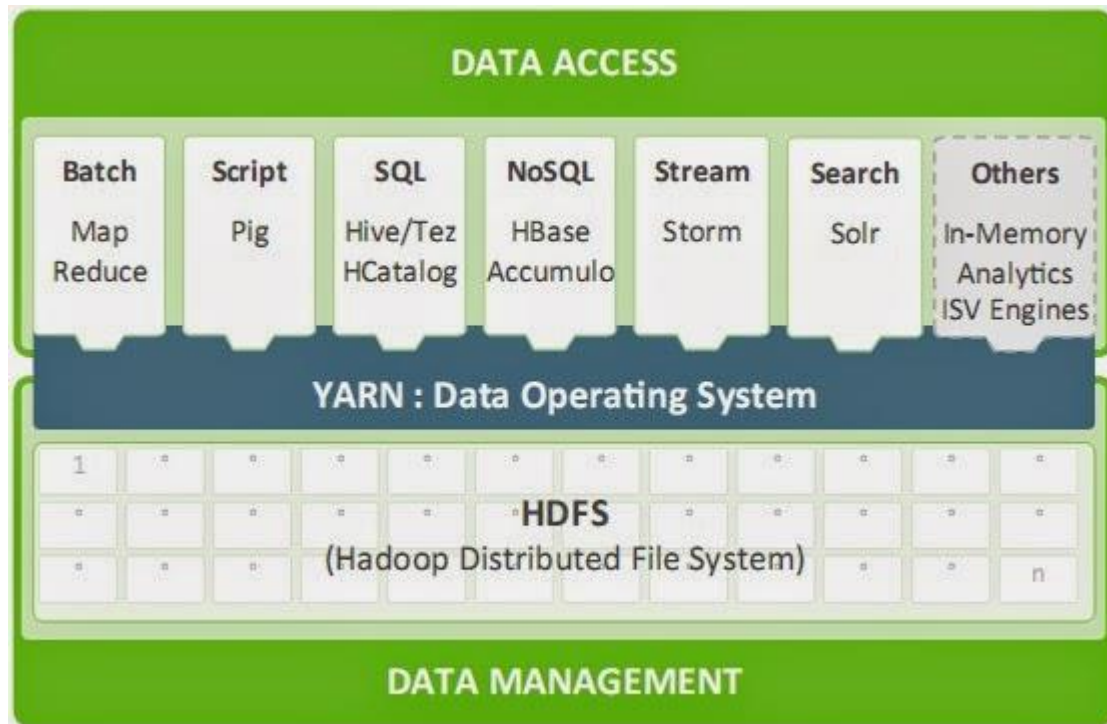 DATA ACCESS
Batch
Map
Reduce
Script
Pig
SQL
Hive/Tez
HCatalog
NoSQL
HBase
Accumulo
Stream
Storm
Search
Solr
Others
In-Memory
Analytics
ISV Engines
YARN : Data Operating System
1
HDFS
(Hadoop Distributed File System)
n
DATA MANAGEMENT